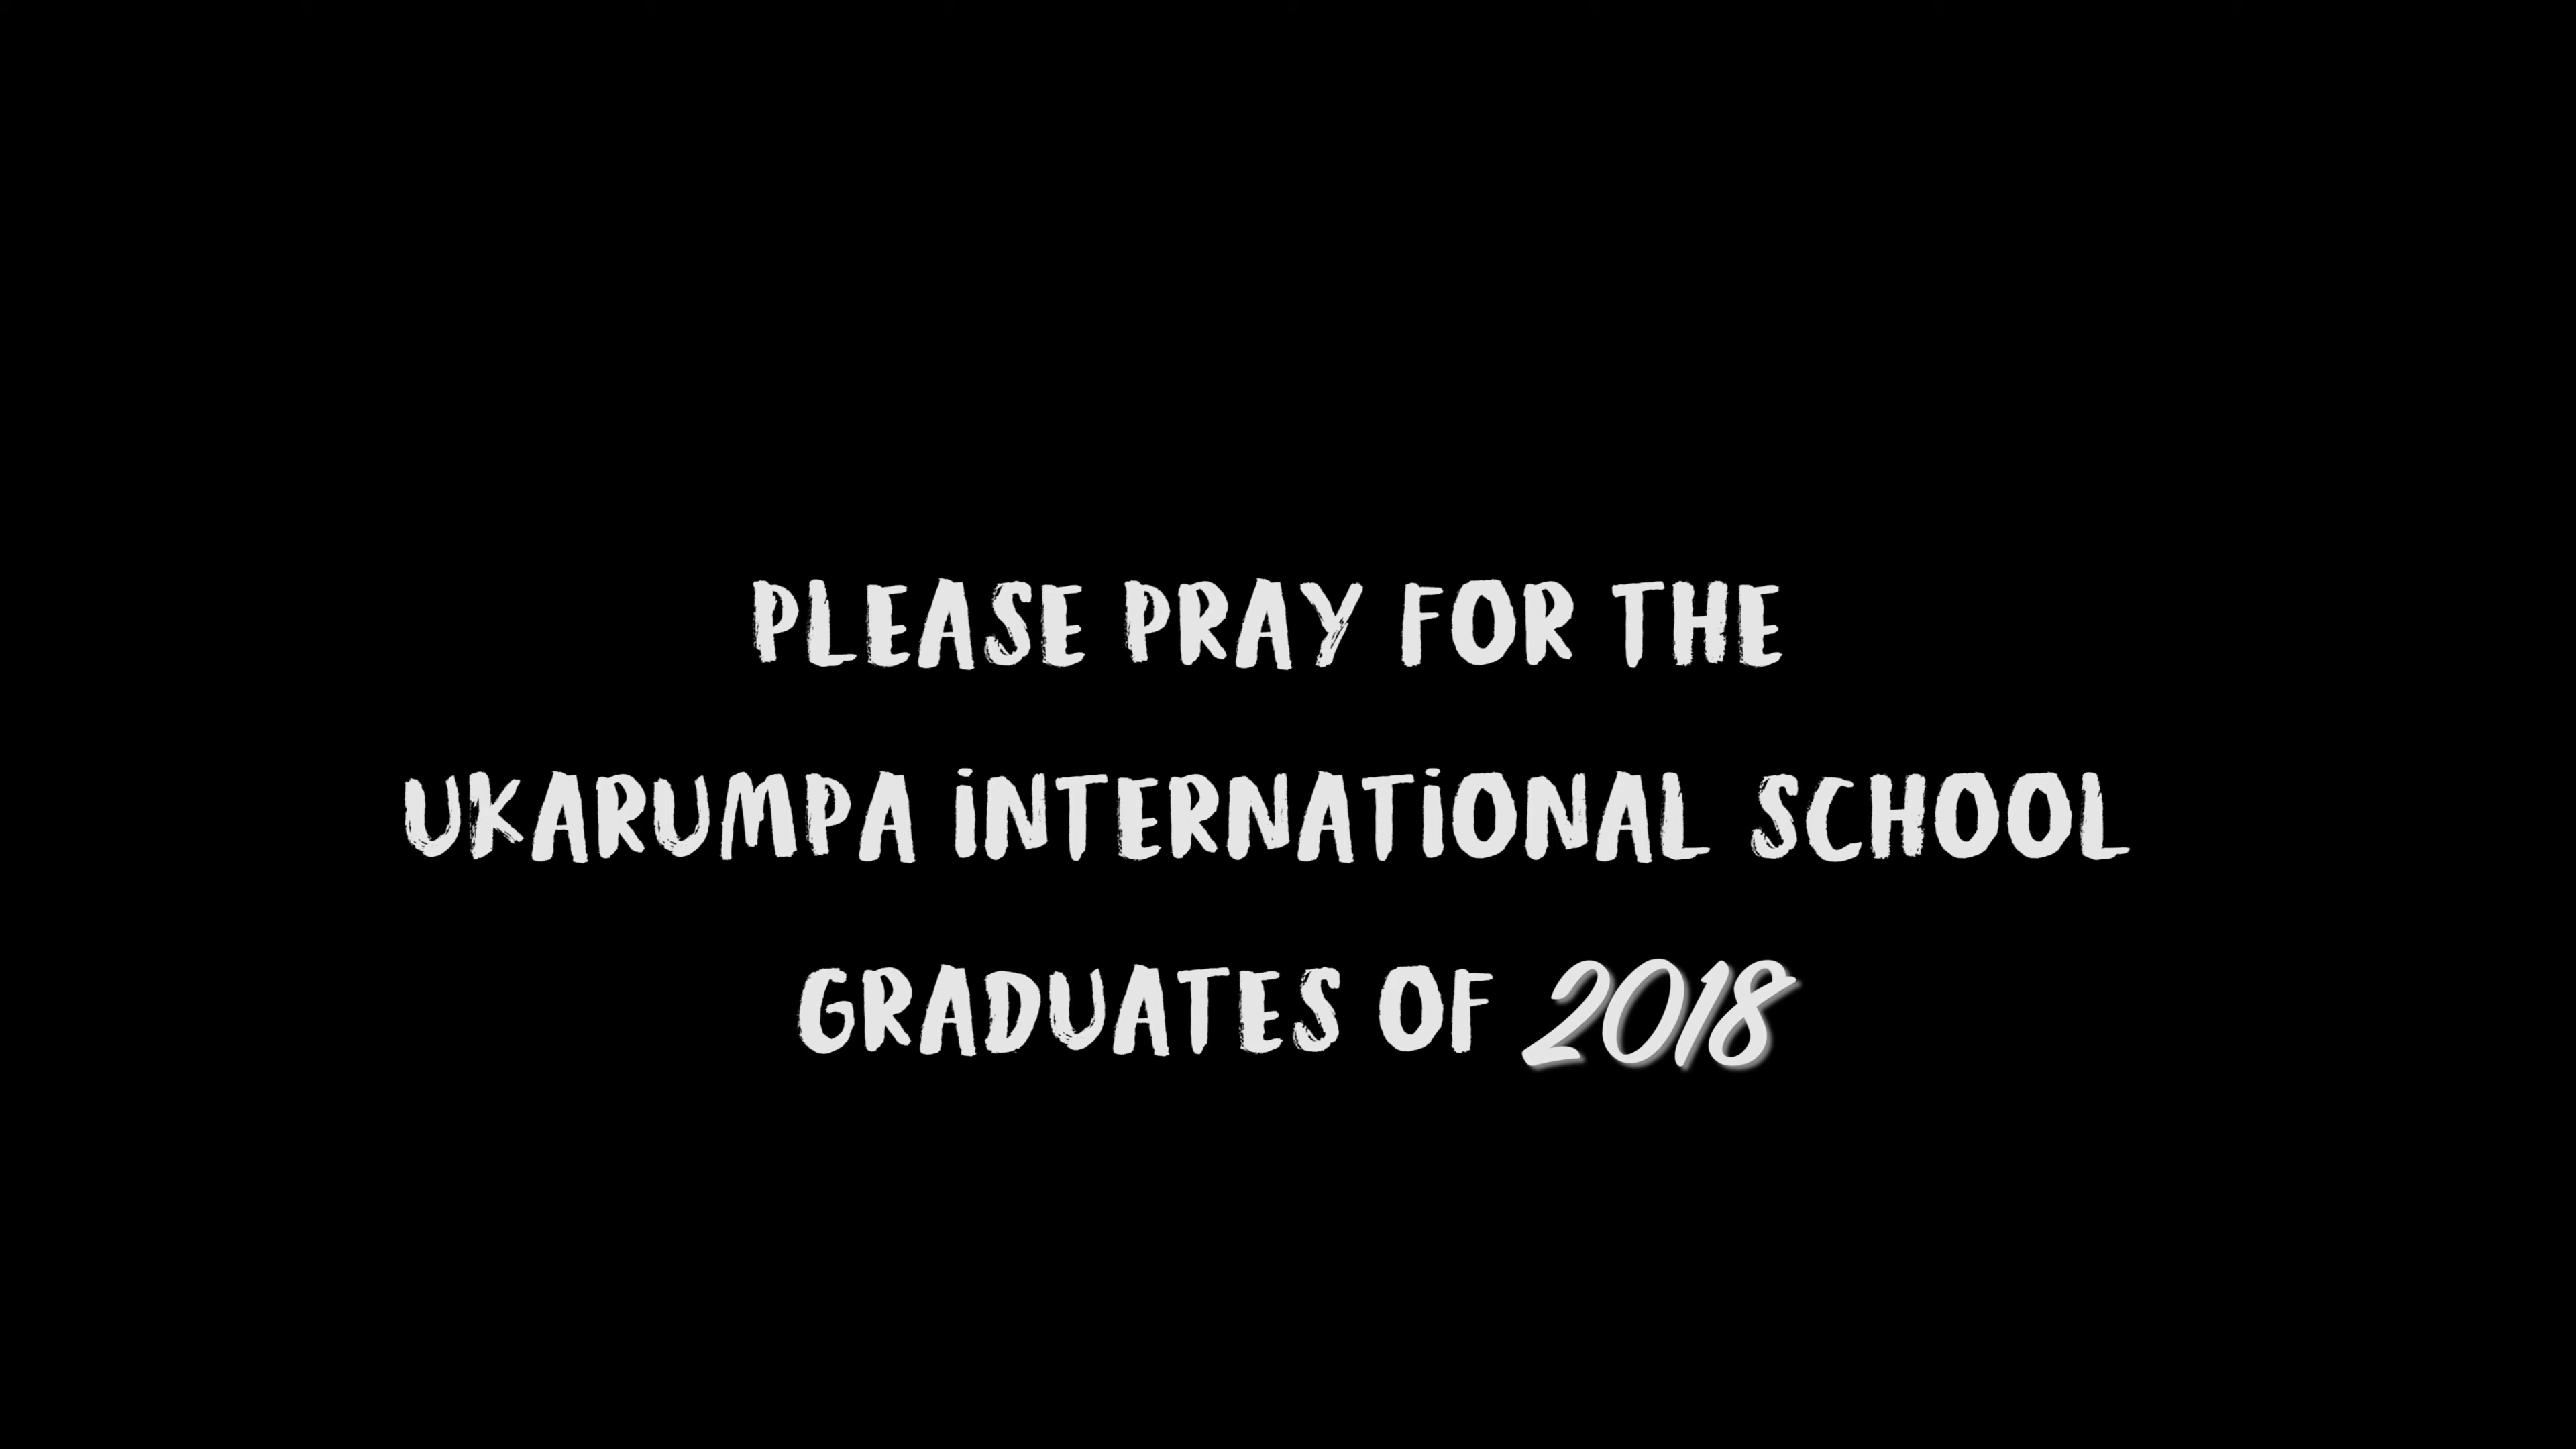 PLEASE PRAY FOR THE
UKARUMPA INTERNATIONAL SCHOOL
GRADUATES OF 2018